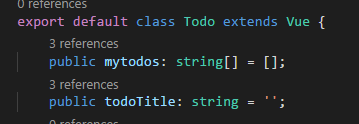 0 references
export default class Todo extends Vue {
3 references
public mytodos: string[] = [];
3 references
public todoTitle: string = '';
0 references